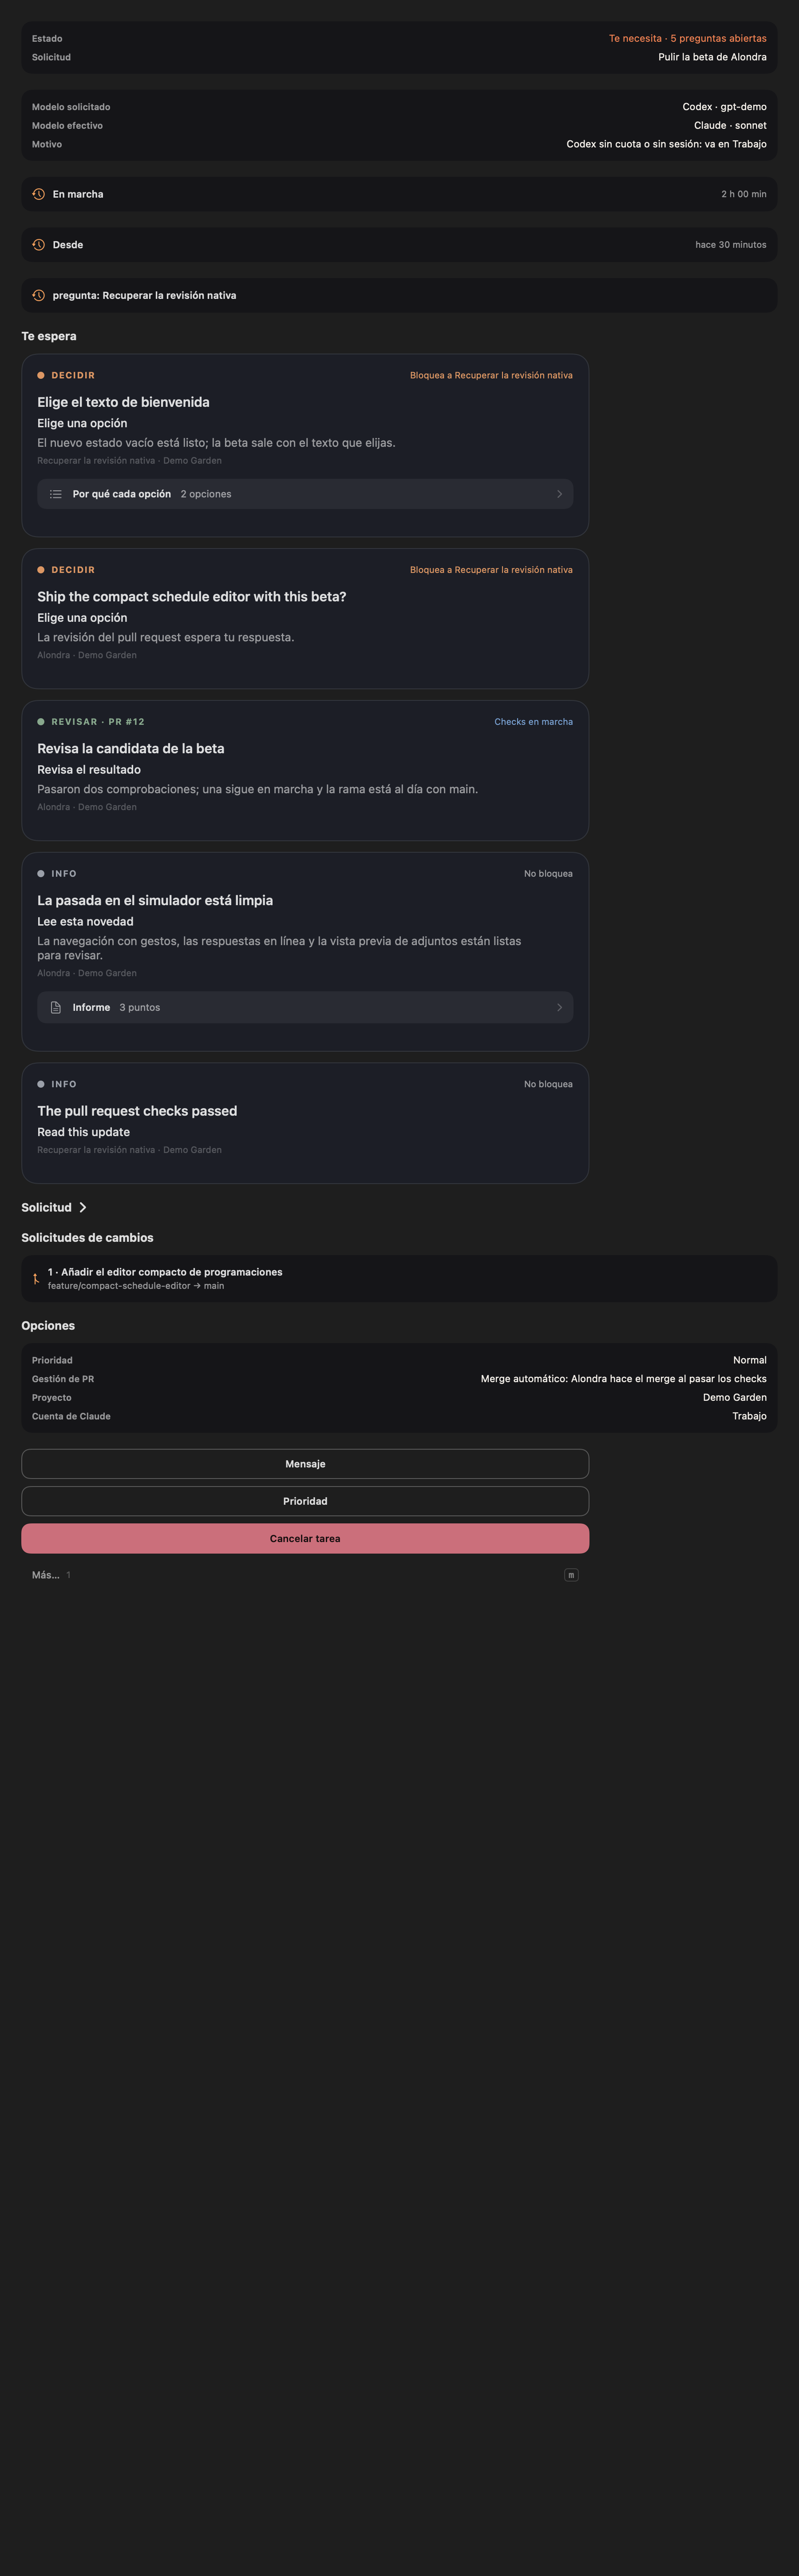 Estado Te necesita · 5 preguntas abiertas
Solicitud Pulir la beta de Alondra
Modelo solicitado Codex · gpt-demo
Modelo efectivo Claude · sonnet
Motivo Codex sin cuota o sin sesión: va en Trabajo
En marcha 2 h 00 min
Desde hace 30 minutos
pregunta: Recuperar la revisión nativa
Te espera
DECIDIR Bloquea a Recuperar la revisión nativa
Elige el texto de bienvenida
Elige una opción
El nuevo estado vacío está listo; la beta sale con el texto que elijas.
Recuperar la revisión nativa · Demo Garden
Por qué cada opción 2 opciones
DECIDIR Bloquea a Recuperar la revisión nativa
Ship the compact schedule editor with this beta?
Elige una opción
La revisión del pull request espera tu respuesta.
Alondra · Demo Garden
REVISAR · PR #12 Checks en marcha
Revisa la candidata de la beta
Revisa el resultado
Pasaron dos comprobaciones; una sigue en marcha y la rama está al día con main.
Alondra · Demo Garden
INFO No bloquea
La pasada en el simulador está limpia
Lee esta novedad
La navegación con gestos, las respuestas en línea y la vista previa de adjuntos están listas
para revisar.
Alondra · Demo Garden
Informe 3 puntos
INFO No bloquea
The pull request checks passed
Read this update
Recuperar la revisión nativa · Demo Garden
Solicitud
Solicitudes de cambios
1 · Añadir el editor compacto de programaciones
feature/compact-schedule-editor → main
Opciones
Prioridad Normal
Gestión de PR Merge automático: Alondra hace el merge al pasar los checks
Proyecto Demo Garden
Cuenta de Claude Trabajo
Mensaje
Prioridad
Cancelar tarea
Más... 1 m